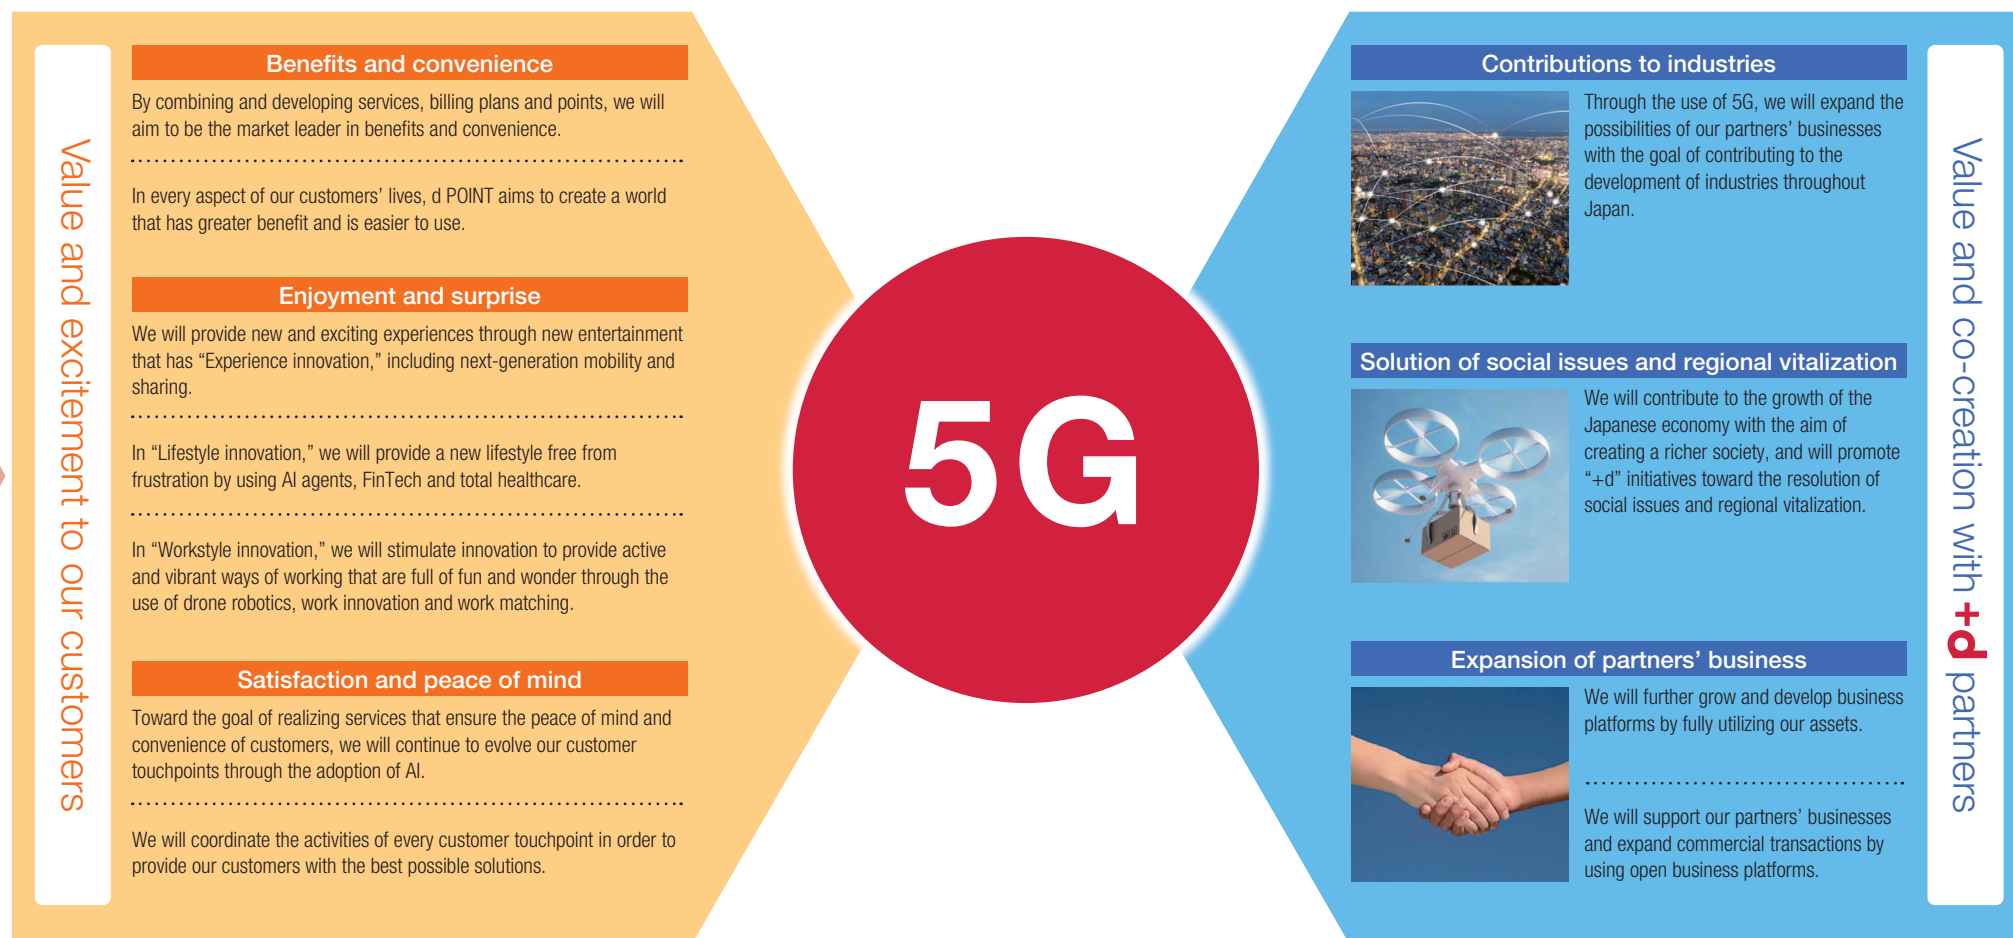 Value and excitement to our customers
Benefits and convenience
By combining and developing services, billing plans and points, we will
aim to be the market leader in benefits and convenience.
In every aspect of our customers’ lives, d POINT aims to create a world
that has greater benefit and is easier to use.
Enjoyment and surprise
We will provide new and exciting experiences through new entertainment
that has “Experience innovation,” including next-generation mobility and
sharing.
In “Lifestyle innovation,” we will provide a new lifestyle free from
frustration by using AI agents, FinTech and total healthcare.
In “Workstyle innovation,” we will stimulate innovation to provide active
and vibrant ways of working that are full of fun and wonder through the
use of drone robotics, work innovation and work matching.
Satisfaction and peace of mind
Toward the goal of realizing services that ensure the peace of mind and
convenience of customers, we will continue to evolve our customer
touchpoints through the adoption of AI.
We will coordinate the activities of every customer touchpoint in order to
provide our customers with the best possible solutions.
5G
Contributions to industries
Through the use of 5G, we will expand the
possibilities of our partners’ businesses
with the goal of contributing to the
development of industries throughout
Japan.
Solution of social issues and regional vitalization
We will contribute to the growth of the
Japanese economy with the aim of
creating a richer society, and will promote
“+d” initiatives toward the resolution of
social issues and regional vitalization.
Expansion of partners’ business
We will further grow and develop business
platforms by fully utilizing our assets.
We will support our partners’ businesses
and expand commercial transactions by
using open business platforms.
Value and co-creation with +d partners